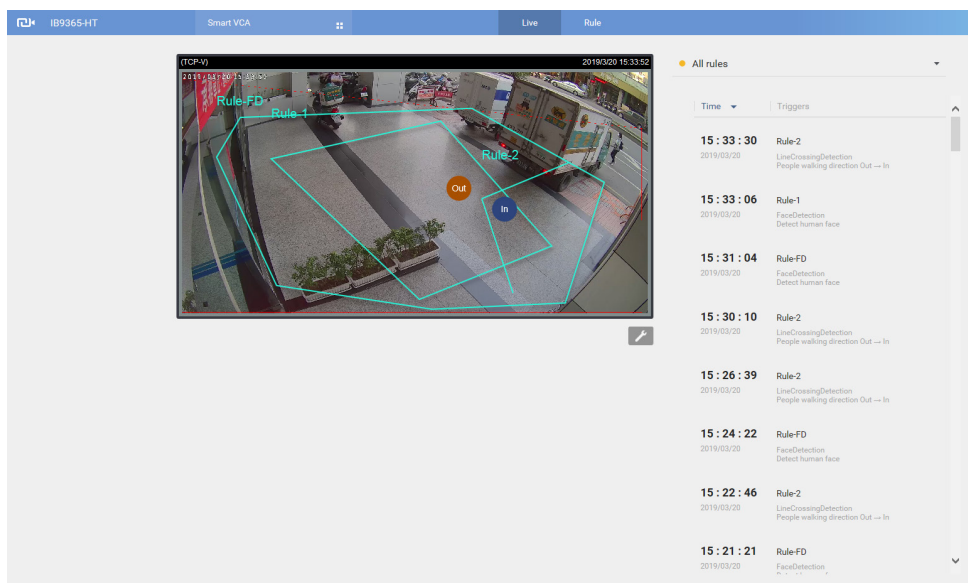 IB9365-HT
Smart VCA
Live
Rule
(TCP-V)
2019/3/20 15:33:52
Rule-FD
Rule-1
Rule-2
Out
In
All rules
Time
Triggers
15 : 33 : 30
Rule-2
2019/03/20
LineCrossingDetection
People walking direction Out → In
15 : 33 : 06
Rule-1
2019/03/20
FaceDetection
Detect human face
15 : 31 : 04
Rule-FD
2019/03/20
FaceDetection
Detect human face
15 : 30 : 10
Rule-2
2019/03/20
LineCrossingDetection
People walking direction Out → In
15 : 26 : 39
Rule-2
2019/03/20
LineCrossingDetection
People walking direction Out → In
15 : 24 : 22
Rule-FD
2019/03/20
FaceDetection
Detect human face
15 : 22 : 46
Rule-2
2019/03/20
LineCrossingDetection
People walking direction Out → In
15 : 21 : 21
Rule-FD
2019/03/20
FaceDetection